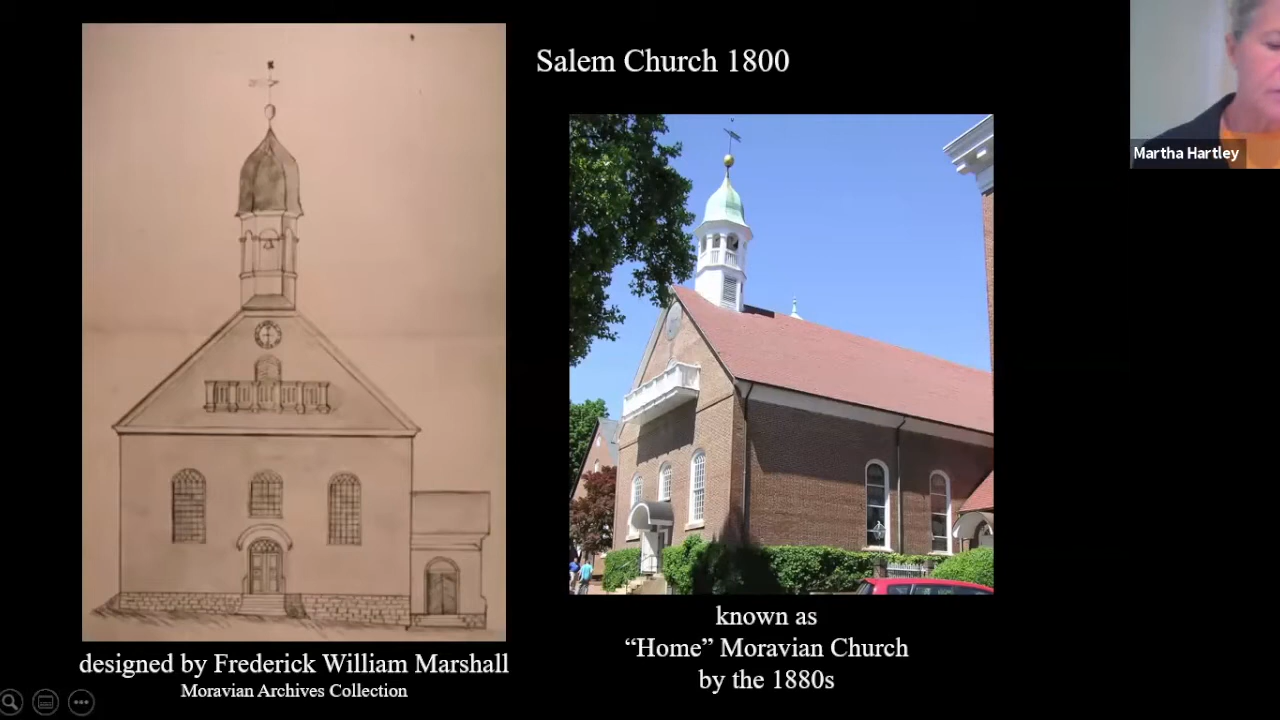 Salem Church 1800
Martha Hartley
known as
“Home” Moravian Church
by the 1880s
designed by Frederick William Marshall
Moravian Archives Collection